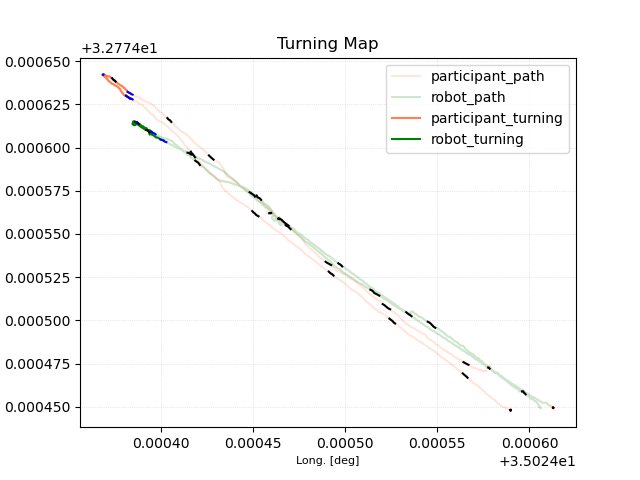 Turning Map
+3.2774e1
0.000650
0.000625
0.000600
0.000575
0.000550
0.000525
0.000500
0.000475
0.000450
participant_path
robot_path
participant_turning
robot_turning
0.00040 0.00045 0.00050 0.00055 0.00060
Long. [deg]
+3.5024e1